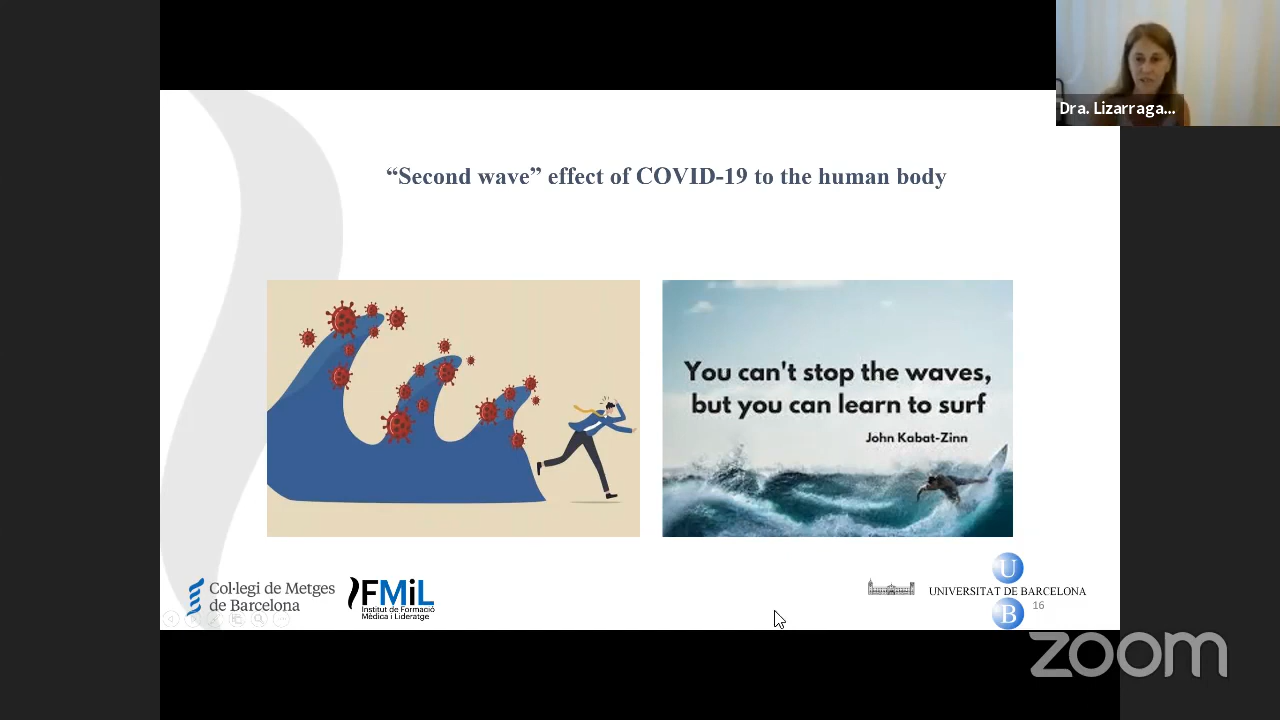 Dra. Lizarraga...
“Second wave” effect of COVID-19 to the human body
You can't stop the waves,
but you can learn to surf
John Kabat-Zinn
Col·legi de Metges
de Barcelona
IFMiL
Institut de Formació
Mèdica i Lideratge
U
UNIVERSITAT DE BARCELONA
B
16
zoom